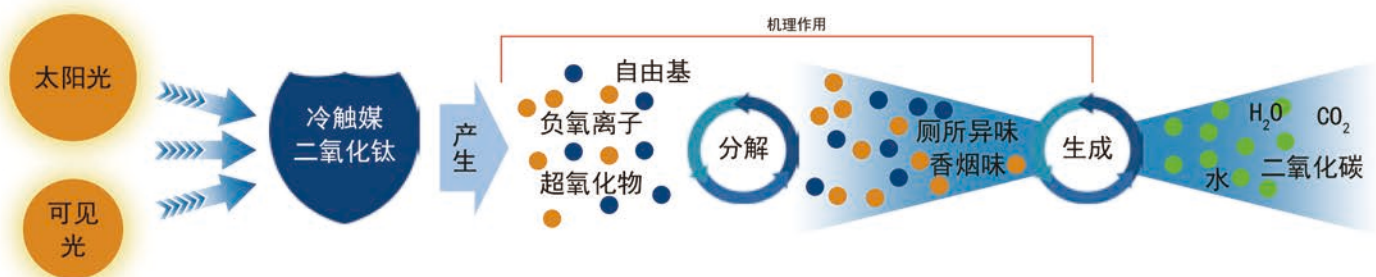 机理作用
太阳光
可见
光
冷触媒
二氧化钛
产
生
自由基
负氧离子
超氧化物
分解
厕所异味
香烟味
生成
H₂O
CO₂
二氧化碳
水